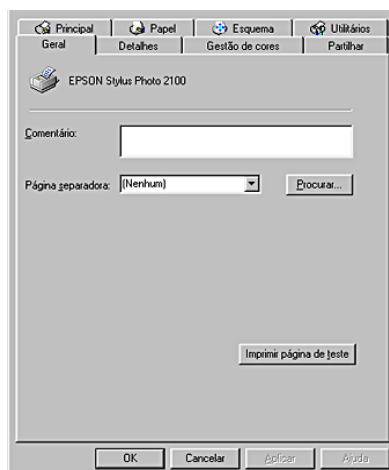 Principal Papel Esquema Utilitários
Geral Detalhes Gestão de cores Partilhar
EPSON Stylus Photo 2100
Comentário:
Página separadora: (Nenhum) Procurar...
Imprimir página de teste
OK Cancelar Aplicar Ajuda